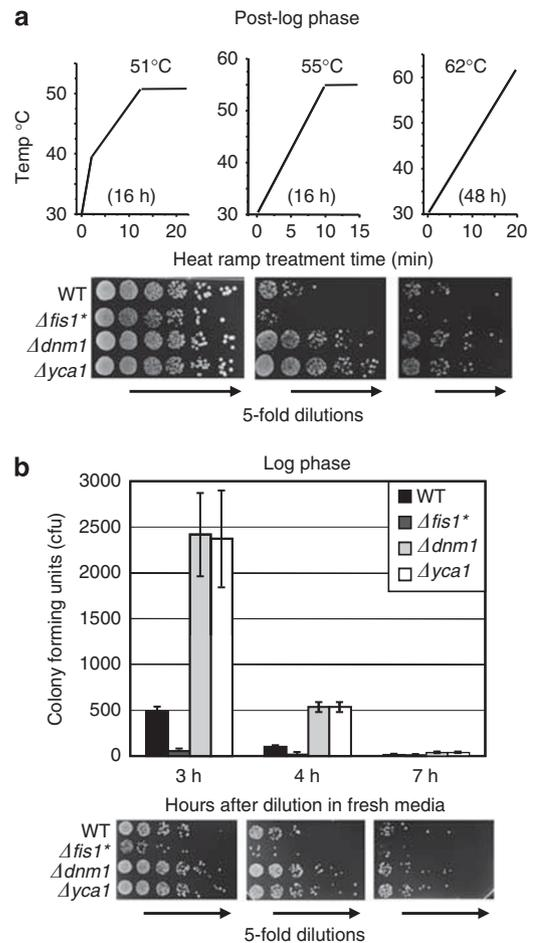 a
Post-log phase
51°C
55°C
62°C
Temp °C
50
40
30
60
50
40
30
60
50
40
30
(16 h)
(16 h)
(48 h)
0 10 20
0 5 10 15
0 10 20
Heat ramp treatment time (min)
WT
Δfis1*
Δdnm1
Δyca1
5-fold dilutions
b
Log phase
Colony forming units (cfu)
3000
2500
2000
1500
1000
500
0
WT
Δfis1*
Δdnm1
Δyca1
3 h 4 h 7 h
Hours after dilution in fresh media
WT
Δfis1*
Δdnm1
Δyca1
5-fold dilutions